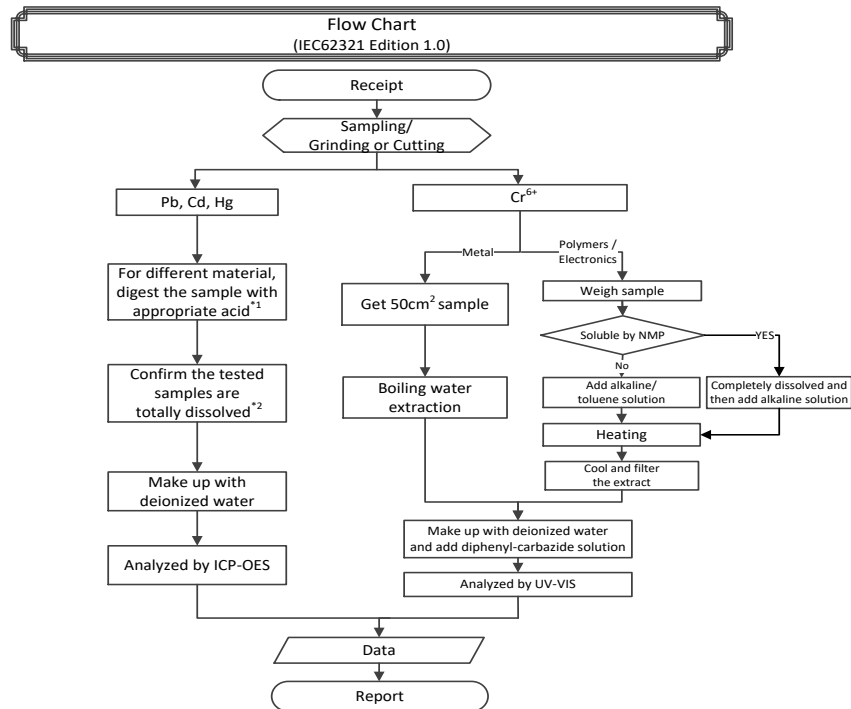 Flow Chart
(IEC62321 Edition 1.0)
Receipt
Sampling/
Grinding or Cutting
Pb, Cd, Hg
Cr6+
Metal
Polymers /
Electronics
For different material,
digest the sample with
appropriate acid*1
Get 50cm2 sample
Weigh sample
Soluble by NMP
YES
No
Confirm the tested
samples are
totally dissolved*2
Boiling water
extraction
Add alkaline/
toluene solution
Completely dissolved and
then add alkaline solution
Heating
Cool and filter
the extract
Make up with
deionized water
Make up with deionized water
and add diphenyl-carbazide solution
Analyzed by ICP-OES
Analyzed by UV-VIS
Data
Report